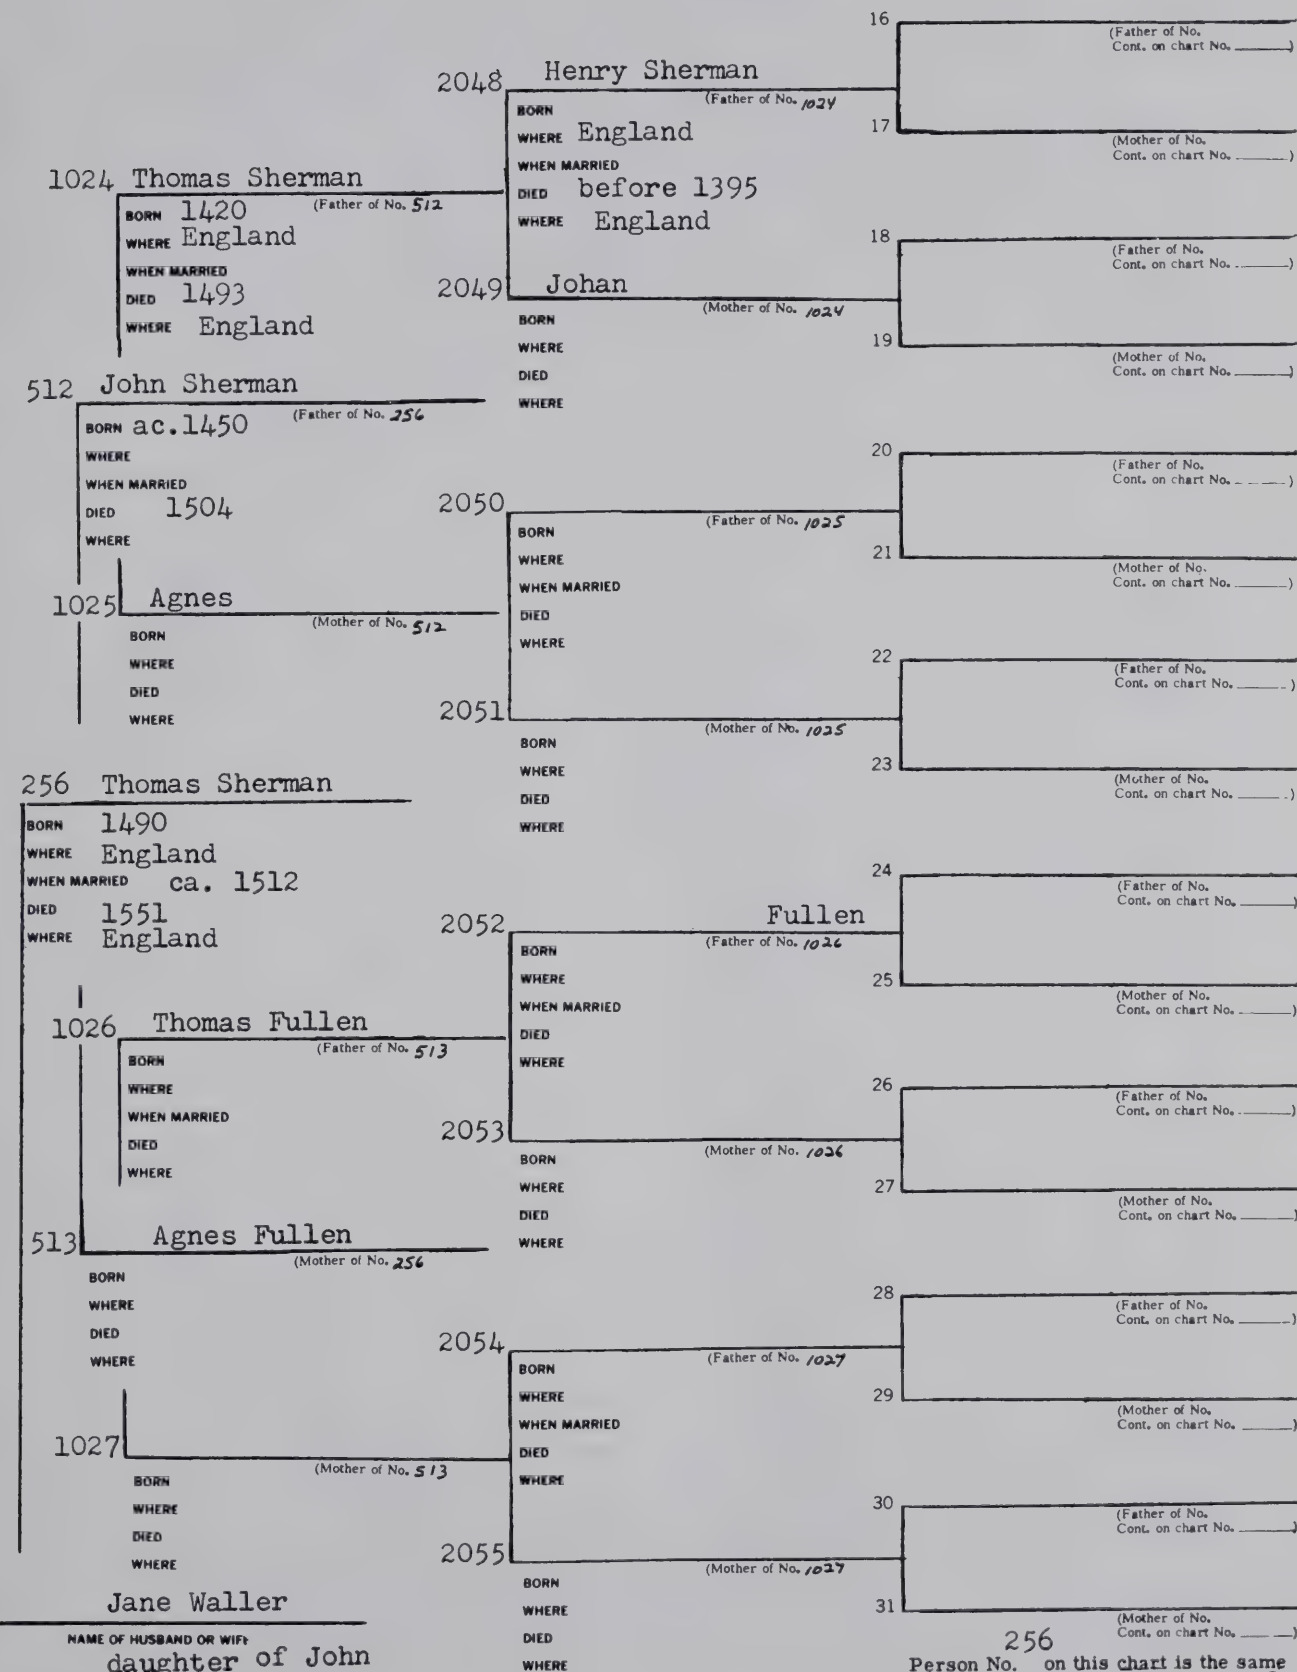 16
(Father of No.
Cont. on chart No. ______)
2048 Henry Sherman
(Father of No. 1024
BORN
WHERE England
WHEN MARRIED
DIED before 1395
WHERE England
17
(Mother of No.
Cont. on chart No. ______)
1024 Thomas Sherman
(Father of No. 512
BORN 1420
WHERE England
WHEN MARRIED
DIED 1493
WHERE England
18
(Father of No.
Cont. on chart No. ______)
2049 Johan
(Mother of No. 1024
BORN
WHERE
DIED
WHERE
19
(Mother of No.
Cont. on chart No. ______)
512 John Sherman
(Father of No. 256
BORN ac.1450
WHERE
WHEN MARRIED
DIED 1504
WHERE
20
(Father of No.
Cont. on chart No. ______)
2050
(Father of No. 1025
BORN
WHERE
WHEN MARRIED
DIED
WHERE
21
(Mother of No.
Cont. on chart No. ______)
1025 Agnes
(Mother of No. 512
BORN
WHERE
DIED
WHERE
22
(Father of No.
Cont. on chart No. ______)
2051
(Mother of No. 1025
BORN
WHERE
DIED
WHERE
23
(Mother of No.
Cont. on chart No. ______)
256 Thomas Sherman
BORN 1490
WHERE England
WHEN MARRIED ca. 1512
DIED 1551
WHERE England
24
(Father of No.
Cont. on chart No. ______)
2052 Fullen
(Father of No. 1026
BORN
WHERE
WHEN MARRIED
DIED
WHERE
25
(Mother of No.
Cont. on chart No. ______)
1026 Thomas Fullen
(Father of No. 513
BORN
WHERE
WHEN MARRIED
DIED
WHERE
26
(Father of No.
Cont. on chart No. ______)
2053
(Mother of No. 1026
BORN
WHERE
DIED
WHERE
27
(Mother of No.
Cont. on chart No. ______)
513 Agnes Fullen
(Mother of No. 256
BORN
WHERE
DIED
WHERE
28
(Father of No.
Cont. on chart No. ______)
2054
(Father of No. 1027
BORN
WHERE
WHEN MARRIED
DIED
WHERE
29
(Mother of No.
Cont. on chart No. ______)
1027
(Mother of No. 513
BORN
WHERE
DIED
WHERE
30
(Father of No.
Cont. on chart No. ______)
2055
(Mother of No. 1027
BORN
WHERE
DIED
WHERE
31
(Mother of No.
Cont. on chart No. ______)
Jane Waller
NAME OF HUSBAND OR WIFE
daughter of John
256
Person No. on this chart is the same